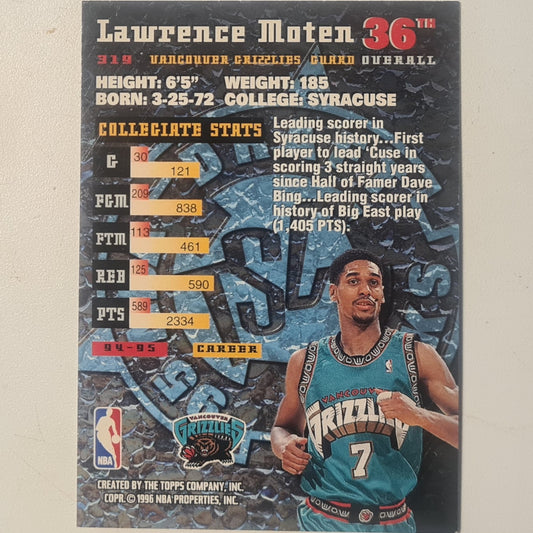 Lawrence Moten 36TH
319 VANCOUVER GRIZZLIES GUARD OVERALL
HEIGHT: 6'5" WEIGHT: 185
BORN: 3-25-72 COLLEGE: SYRACUSE
COLLEGIATE STATS
G 30 121
FGM 209 838
FTM 113 461
REB 125 590
PTS 589 2334
94-95 CAREER
Leading scorer in
Syracuse history...First
player to lead 'Cuse in
scoring 3 straight years
since Hall of Famer Dave
Bing...Leading scorer in
history of Big East play
(1,405 PTS).
VANCOUVER
GRIZZLIES
7
NBA
VANCOUVER
GRIZZLIES
CREATED BY THE TOPPS COMPANY, INC.
COPR. © 1996 NBA PROPERTIES, INC.